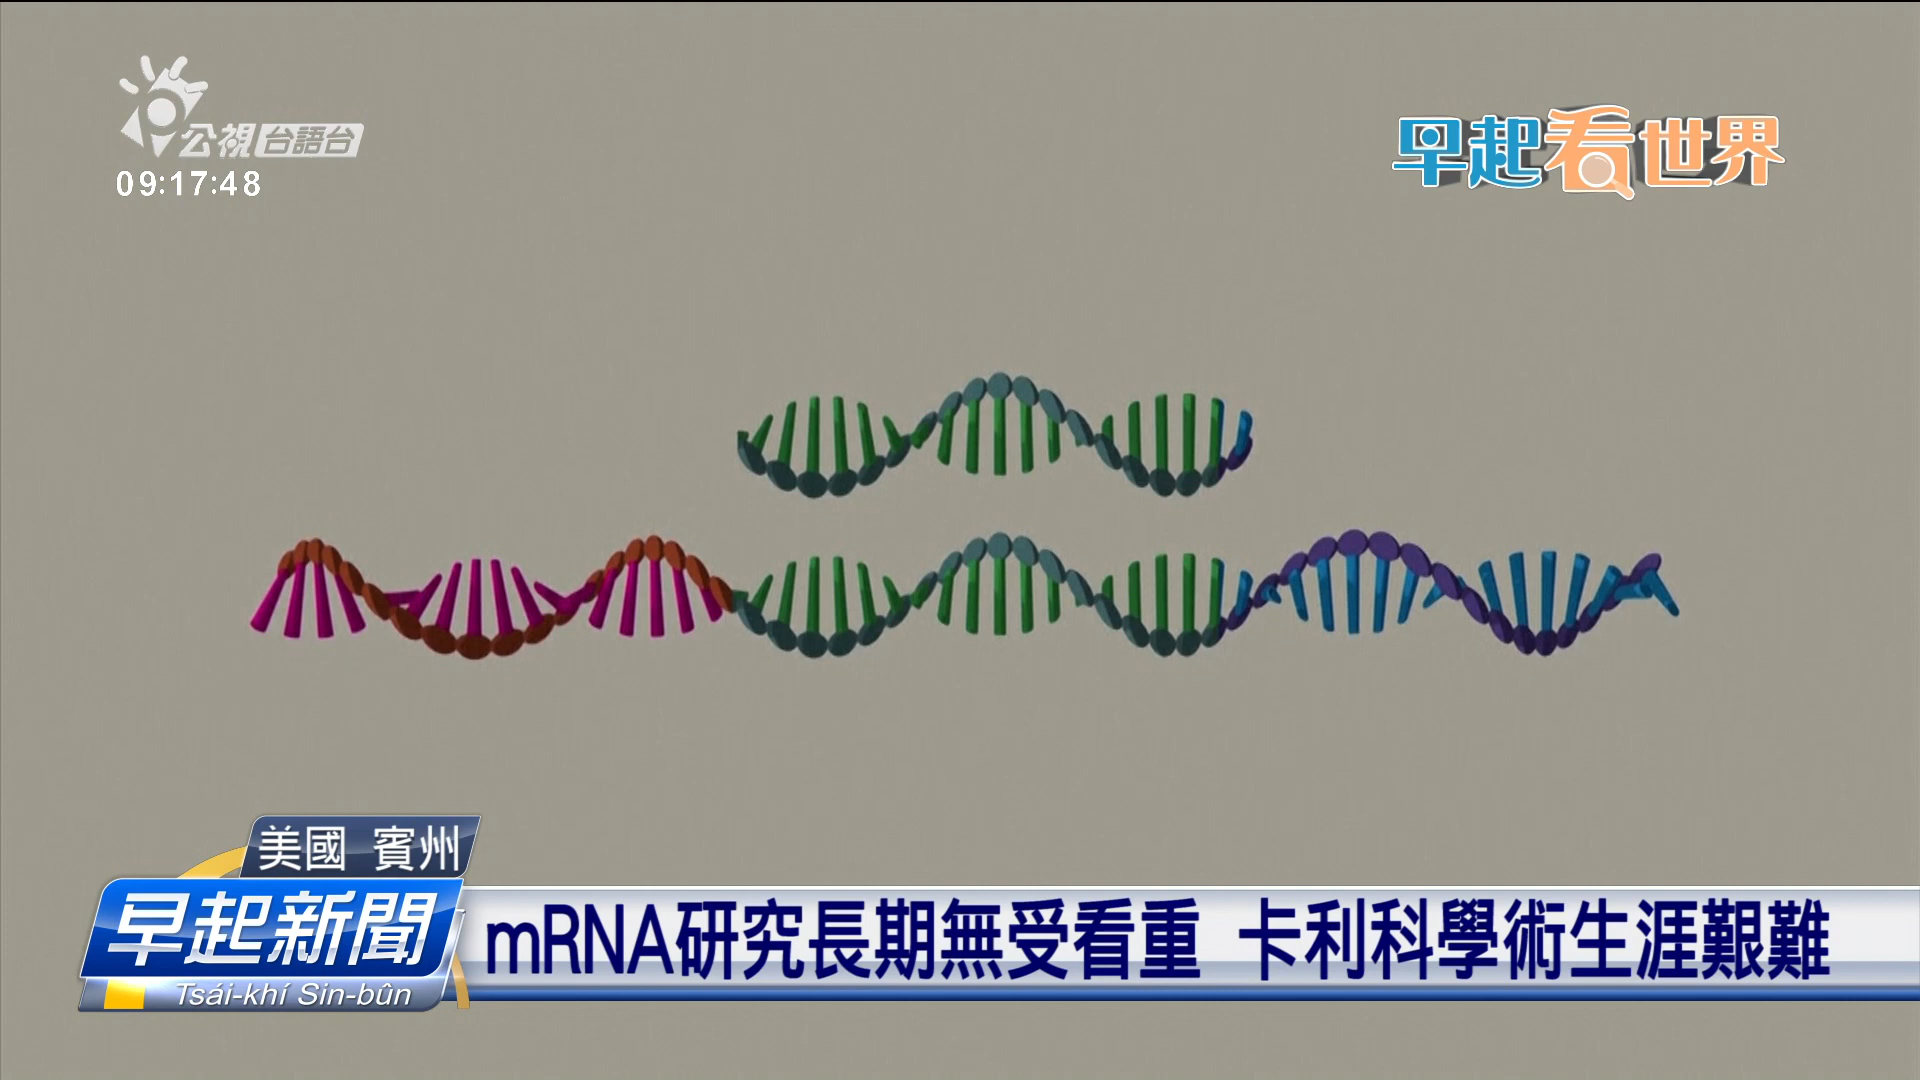 公視台語台
09:17:48
早起看世界
美國 賓州
早起新聞
Tsái-khí Sin-bûn
mRNA研究長期無受看重 卡利科學術生涯艱難